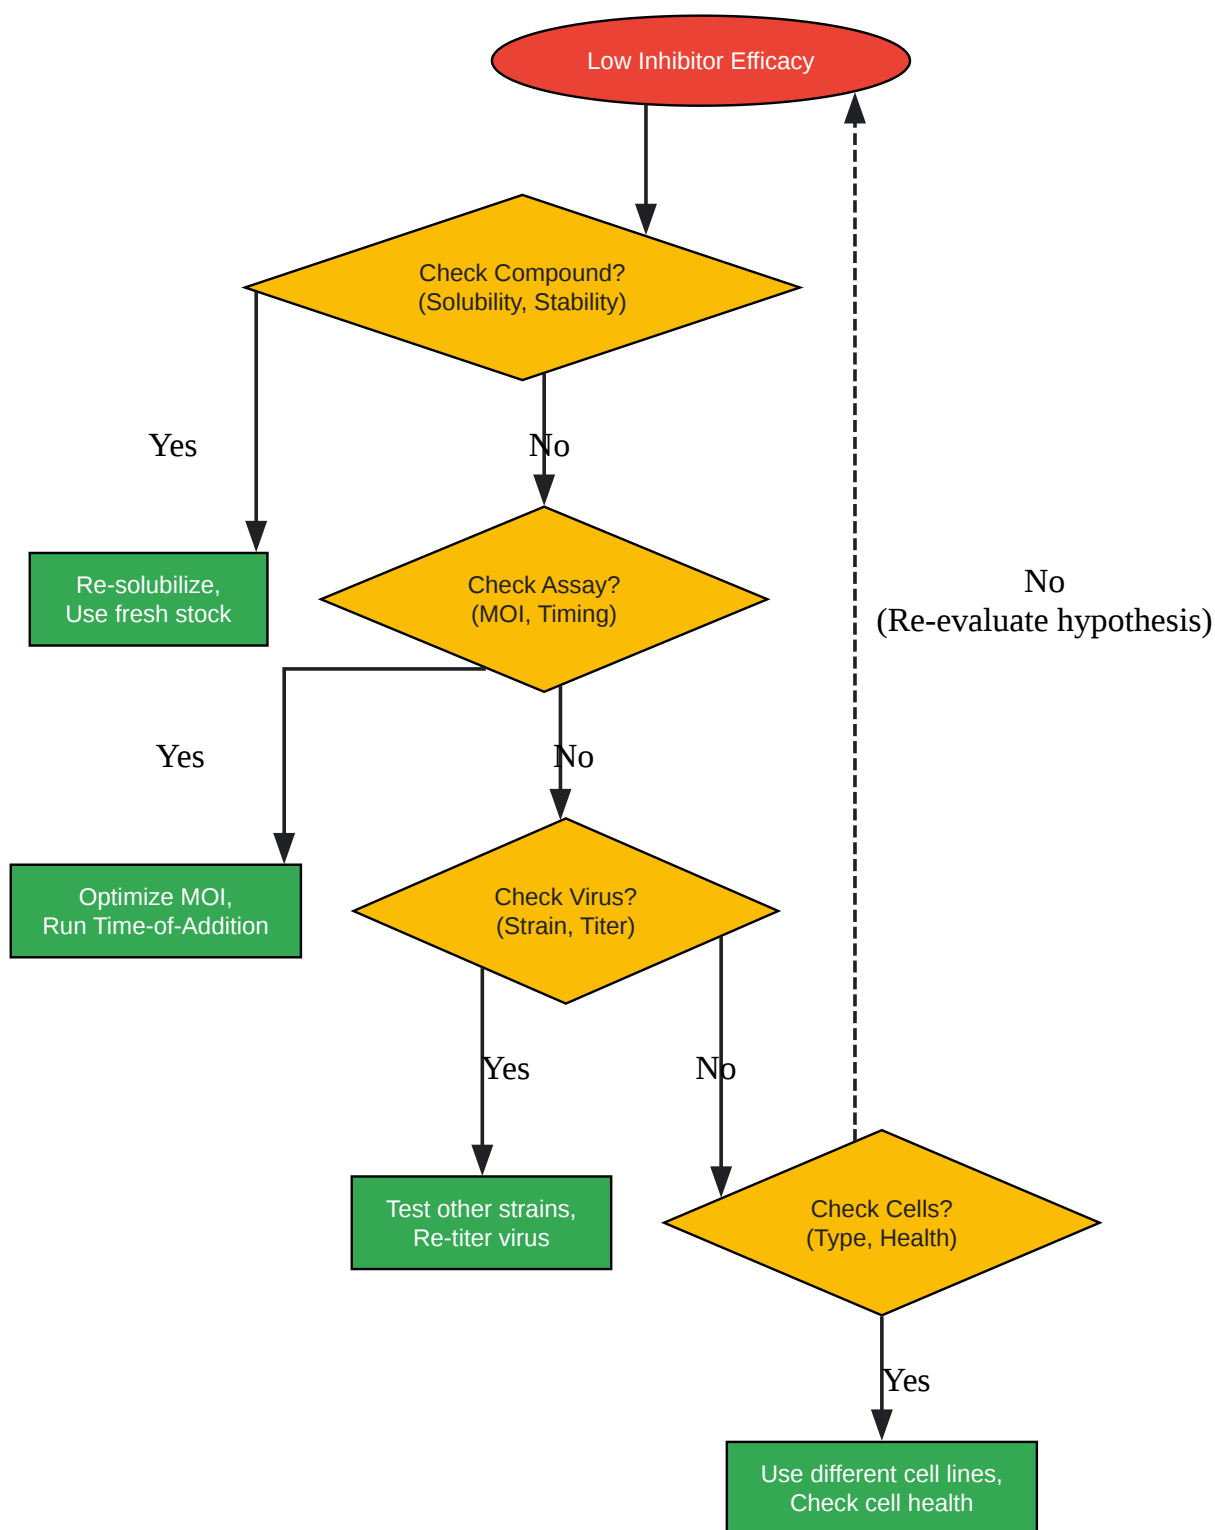 Low Inhibitor Efficacy
Check Compound?
(Solubility, Stability)
Yes
No
Re-solubilize,
Use fresh stock
Check Assay?
(MOI, Timing)
No
(Re-evaluate hypothesis)
Yes
No
Optimize MOI,
Run Time-of-Addition
Check Virus?
(Strain, Titer)
Yes
No
Test other strains,
Re-titer virus
Check Cells?
(Type, Health)
Yes
Use different cell lines,
Check cell health